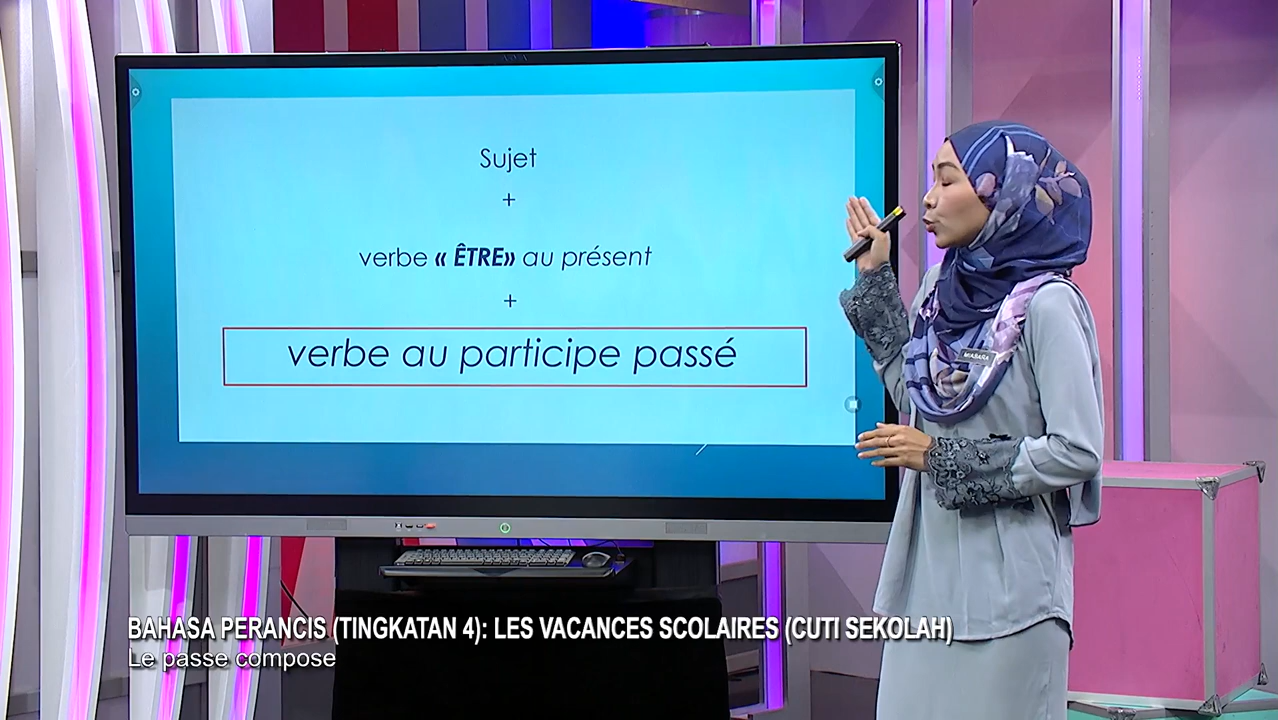 Sujet
+
verbe « ÊTRE» au présent
+
verbe au participe passé
MIASARA
BAHASA PERANCIS (TINGKATAN 4): LES VACANCES SCOLAIRES (CUTI SEKOLAH)
Le passe compose